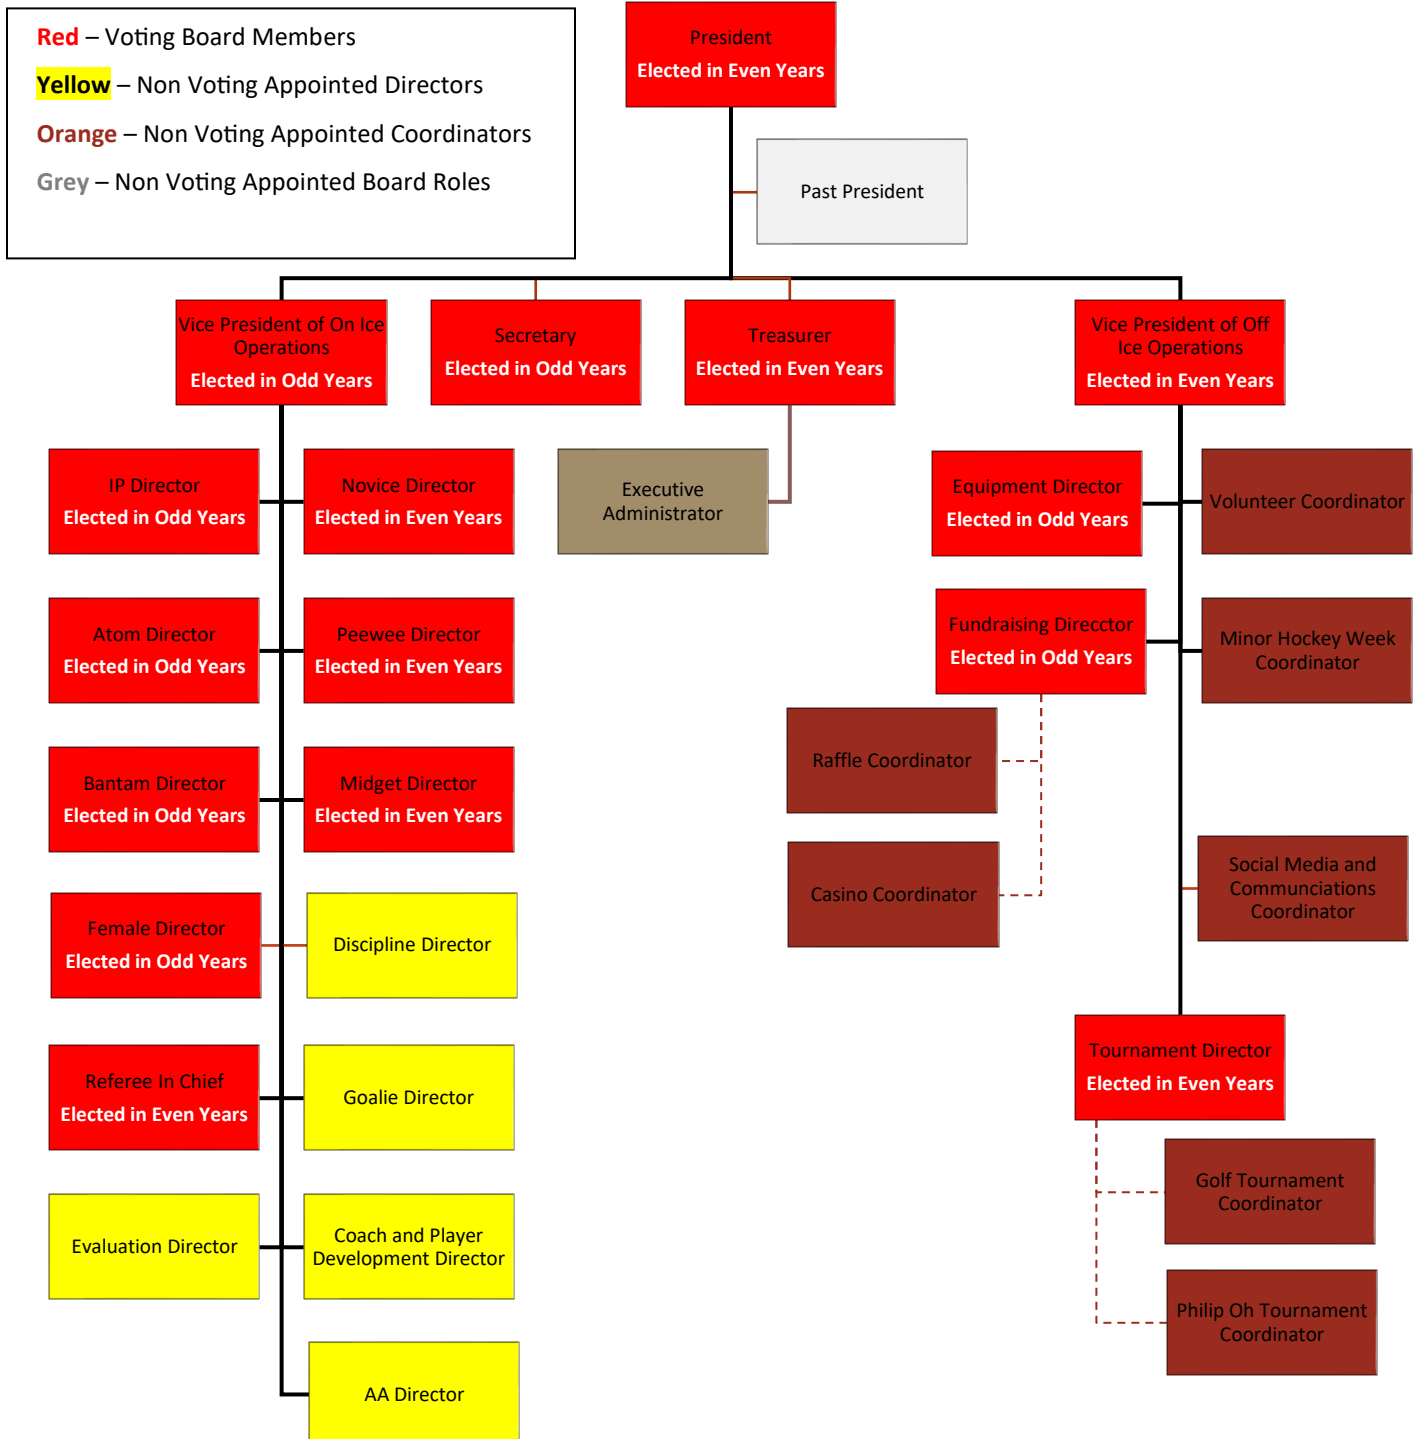 Red – Voting Board Members
Yellow – Non Voting Appointed Directors
Orange – Non Voting Appointed Coordinators
Grey – Non Voting Appointed Board Roles
President
Elected in Even Years
Past President
Vice President of On Ice
Operations
Elected in Odd Years
Secretary
Elected in Odd Years
Treasurer
Elected in Even Years
Vice President of Off
Ice Operations
Elected in Even Years
IP Director
Elected in Odd Years
Novice Director
Elected in Even Years
Executive
Administrator
Equipment Director
Elected in Odd Years
Volunteer Coordinator
Atom Director
Elected in Odd Years
Peewee Director
Elected in Even Years
Fundraising Direcctor
Elected in Odd Years
Minor Hockey Week
Coordinator
Bantam Director
Elected in Odd Years
Midget Director
Elected in Even Years
Raffle Coordinator
Casino Coordinator
Social Media and
Communciations
Coordinator
Female Director
Elected in Odd Years
Discipline Director
Referee In Chief
Elected in Even Years
Goalie Director
Tournament Director
Elected in Even Years
Evaluation Director
Coach and Player
Development Director
Golf Tournament
Coordinator
Philip Oh Tournament
Coordinator
AA Director